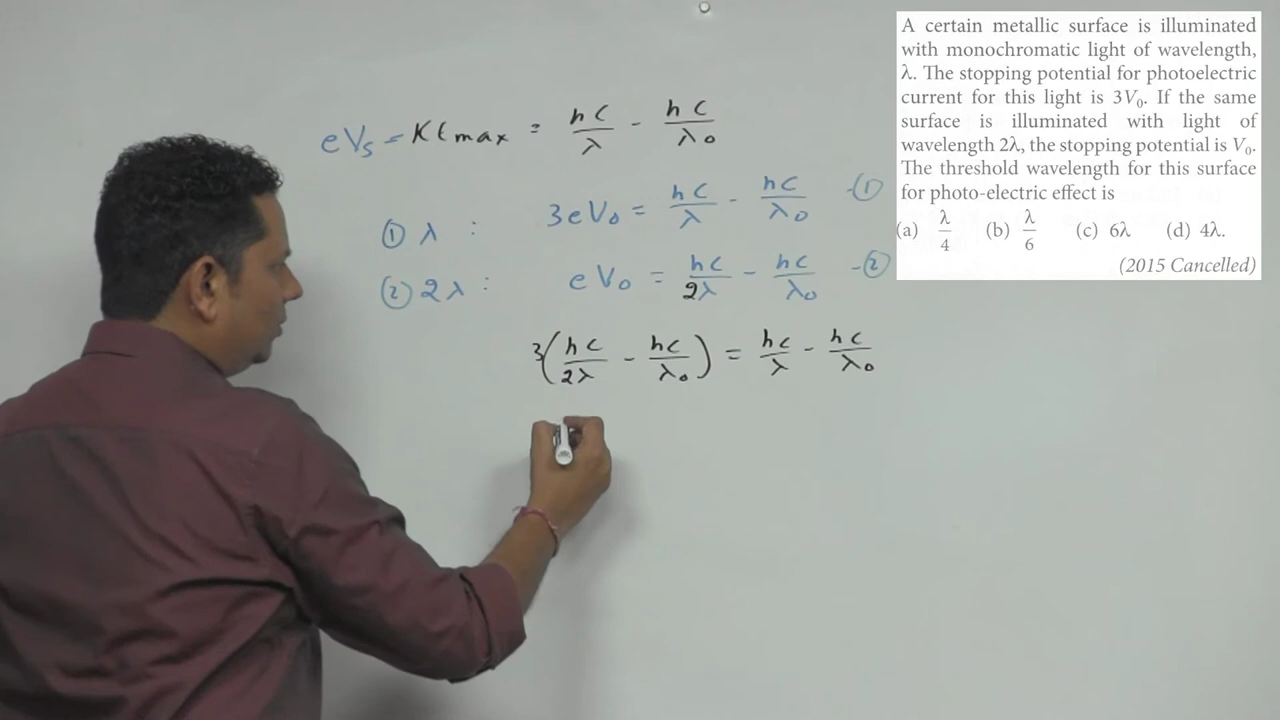 eVₛ = KEmax = hc/λ - hc/λ₀
① λ : 3eV₀ = hc/λ - hc/λ₀ -①
② 2λ : eV₀ = hc/2λ - hc/λ₀ -②
3(hc/2λ - hc/λ₀) = hc/λ - hc/λ₀
A certain metallic surface is illuminated
with monochromatic light of wavelength,
λ. The stopping potential for photoelectric
current for this light is 3V₀. If the same
surface is illuminated with light of
wavelength 2λ, the stopping potential is V₀.
The threshold wavelength for this surface
for photo-electric effect is
(a) λ/4 (b) λ/6 (c) 6λ (d) 4λ.
(2015 Cancelled)